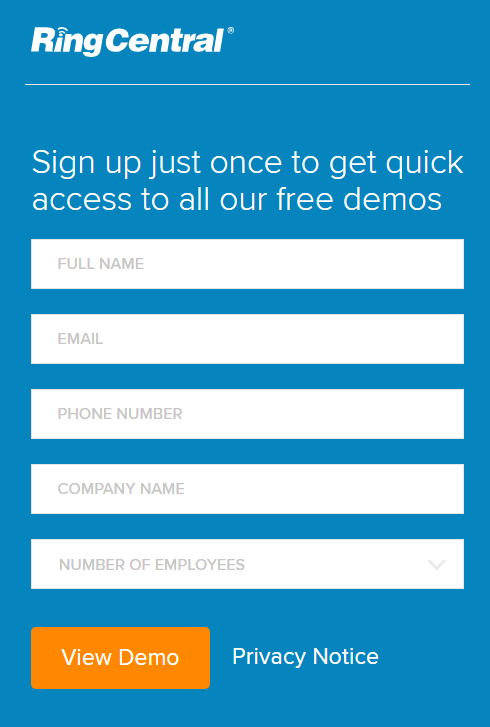 RingCentral®
Sign up just once to get quick
access to all our free demos
FULL NAME
EMAIL
PHONE NUMBER
COMPANY NAME
NUMBER OF EMPLOYEES
View Demo Privacy Notice